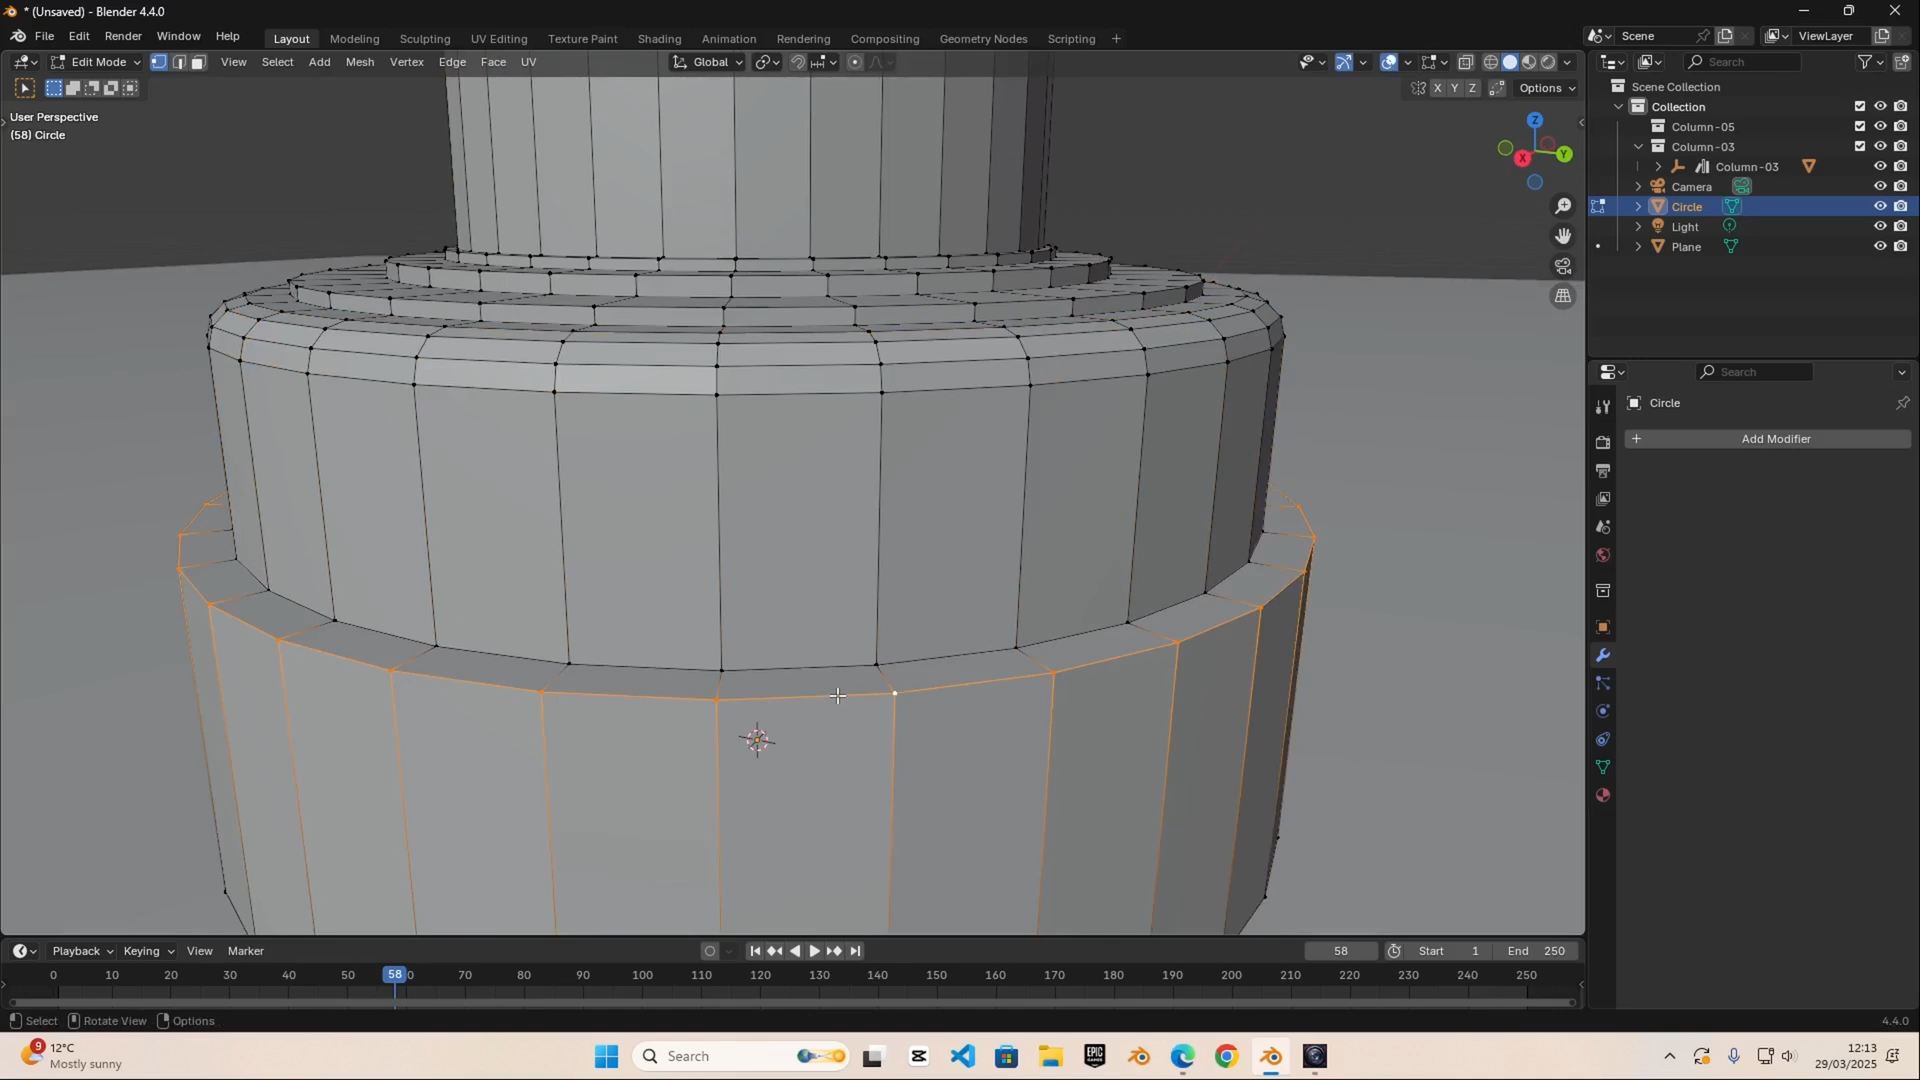 * (Unsaved) - Blender 4.4.0
File Edit Render Window Help
Layout Modeling Sculpting UV Editing Texture Paint Shading Animation Rendering Compositing Geometry Nodes Scripting +
Scene
ViewLayer
Edit Mode View Select Add Mesh Vertex Edge Face UV
Global
X Y Z
Options
User Perspective
(58) Circle
Z
X
Y
Search
Scene Collection
Collection
Column-05
Column-03
Column-03
Camera
Circle
Light
Plane
Search
Circle
+ Add Modifier
Playback Keying View Marker
58
Start 1
End 250
0 10 20 30 40 50 58 60 70 80 90 100 110 120 130 140 150 160 170 180 190 200 210 220 230 240 250
Select Rotate View Options
4.4.0
9
12°C
Mostly sunny
Search
EPIC GAMES
12:13
29/03/2025